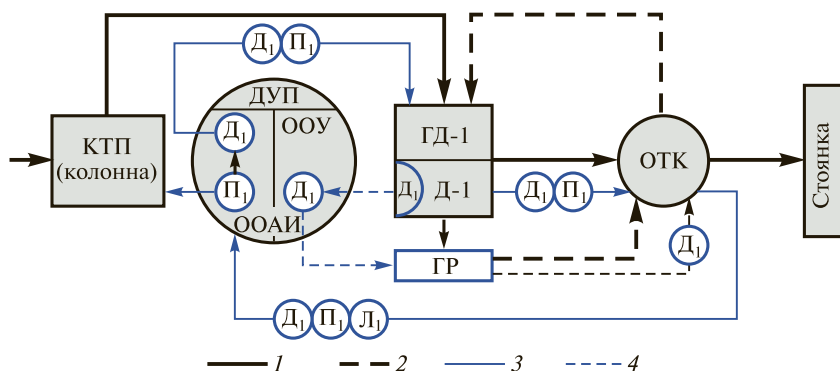 Д₁ П₁
ДУП
КТП
(колонна)
Д₁
ООУ
П₁
Д₁
ООАИ
ГД-1
Д₁
Д-1
Д₁ П₁
ОТК
Стоянка
ГР
Д₁
Д₁ П₁ Л₁
1 2 3 4